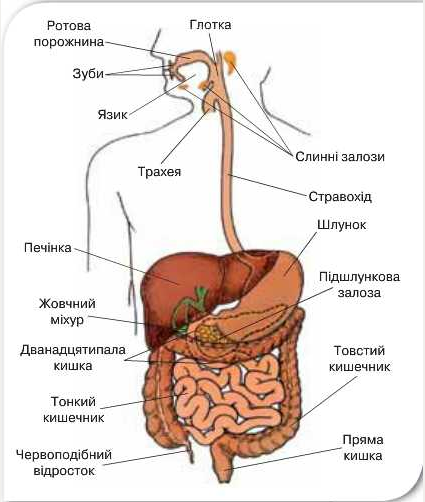 Ротова
порожнина
Глотка
Зуби
Язик
Трахея
Слинні залози
Стравохід
Шлунок
Печінка
Підшлункова
залоза
Жовчний
міхур
Дванадцятипала
кишка
Товстий
кишечник
Тонкий
кишечник
Червоподібний
відросток
Пряма
кишка